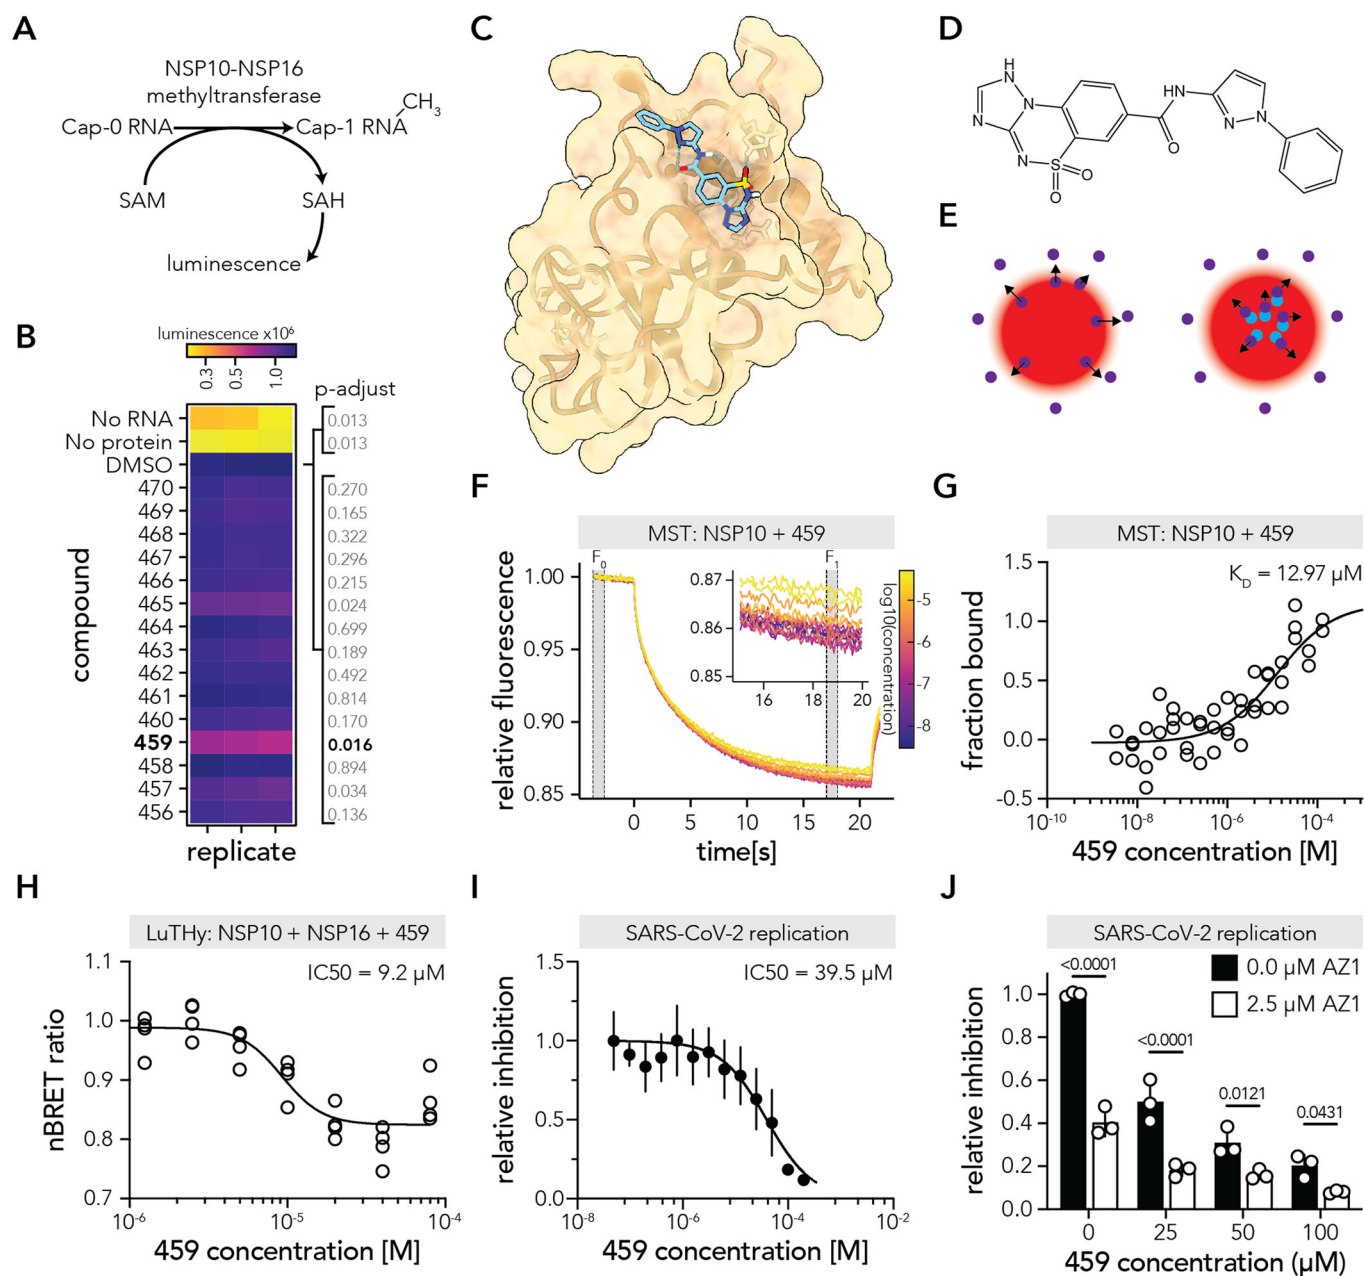 A
NSP10-NSP16
methyltransferase
CH3
Cap-0 RNA
Cap-1 RNA
SAM
SAH
luminescence
B
luminescence x10⁶
0.3
0.5
1.0
p-adjust
No RNA
0.013
No protein
0.013
DMSO
470
0.270
469
0.165
468
0.322
467
0.296
466
0.215
465
0.024
464
0.699
463
0.189
462
0.492
461
0.814
460
0.170
459
0.016
458
0.894
457
0.034
456
0.136
compound
replicate
C
D
H
N
N
N
N
S
O
O
O
HN
N
N
E
F
MST: NSP10 + 459
F0
F1
relative fluorescence
1.00
0.95
0.90
0.85
0.87
0.86
0.85
16
18
20
log10(concentration)
-5
-6
-7
-8
0
5
10
15
20
time[s]
G
MST: NSP10 + 459
KD = 12.97 µM
fraction bound
1.5
1.0
0.5
0.0
-0.5
10-10
10-8
10-6
10-4
459 concentration [M]
H
LuTHy: NSP10 + NSP16 + 459
IC50 = 9.2 µM
nBRET ratio
1.1
1.0
0.9
0.8
0.7
10-6
10-5
10-4
459 concentration [M]
I
SARS-CoV-2 replication
IC50 = 39.5 µM
relative inhibition
1.5
1.0
0.5
0.0
10-8
10-6
10-4
10-2
459 concentration [M]
J
SARS-CoV-2 replication
<0.0001
0.0 µM AZ1
2.5 µM AZ1
<0.0001
0.0121
0.0431
relative inhibition
1.0
0.8
0.6
0.4
0.2
0.0
0
25
50
100
459 concentration (µM)